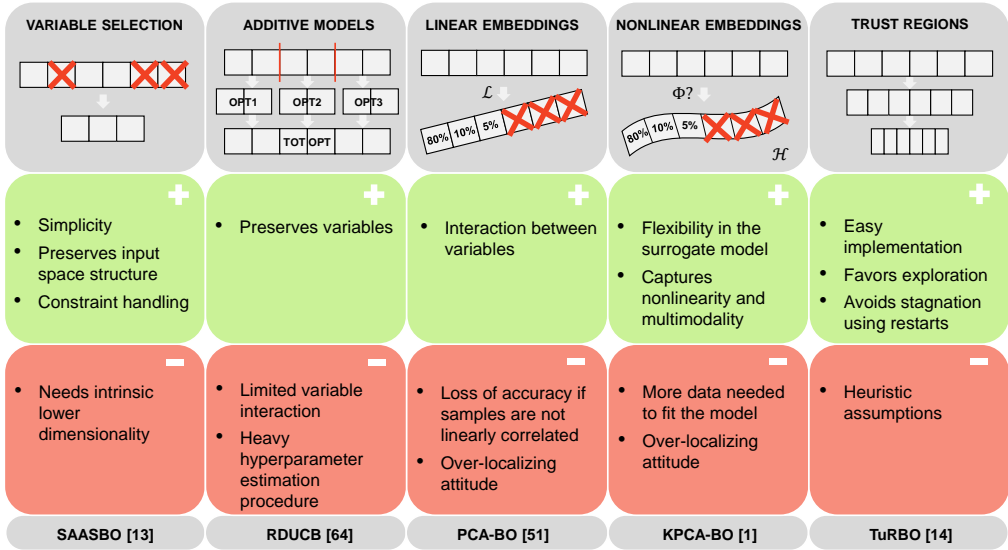 VARIABLE SELECTION
ADDITIVE MODELS
LINEAR EMBEDDINGS
NONLINEAR EMBEDDINGS
TRUST REGIONS
OPT1
OPT2
OPT3
TOT OPT
ℒ
80% 10% 5%
Φ?
80% 10% 5%
ℋ
+
• Simplicity
• Preserves input
space structure
• Constraint handling
+
• Preserves variables
+
• Interaction between
variables
+
• Flexibility in the
surrogate model
• Captures
nonlinearity and
multimodality
+
• Easy
implementation
• Favors exploration
• Avoids stagnation
using restarts
−
• Needs intrinsic
lower
dimensionality
−
• Limited variable
interaction
• Heavy
hyperparameter
estimation
procedure
−
• Loss of accuracy if
samples are not
linearly correlated
• Over-localizing
attitude
−
• More data needed
to fit the model
• Over-localizing
attitude
−
• Heuristic
assumptions
SAASBO [13]
RDUCB [64]
PCA-BO [51]
KPCA-BO [1]
TuRBO [14]